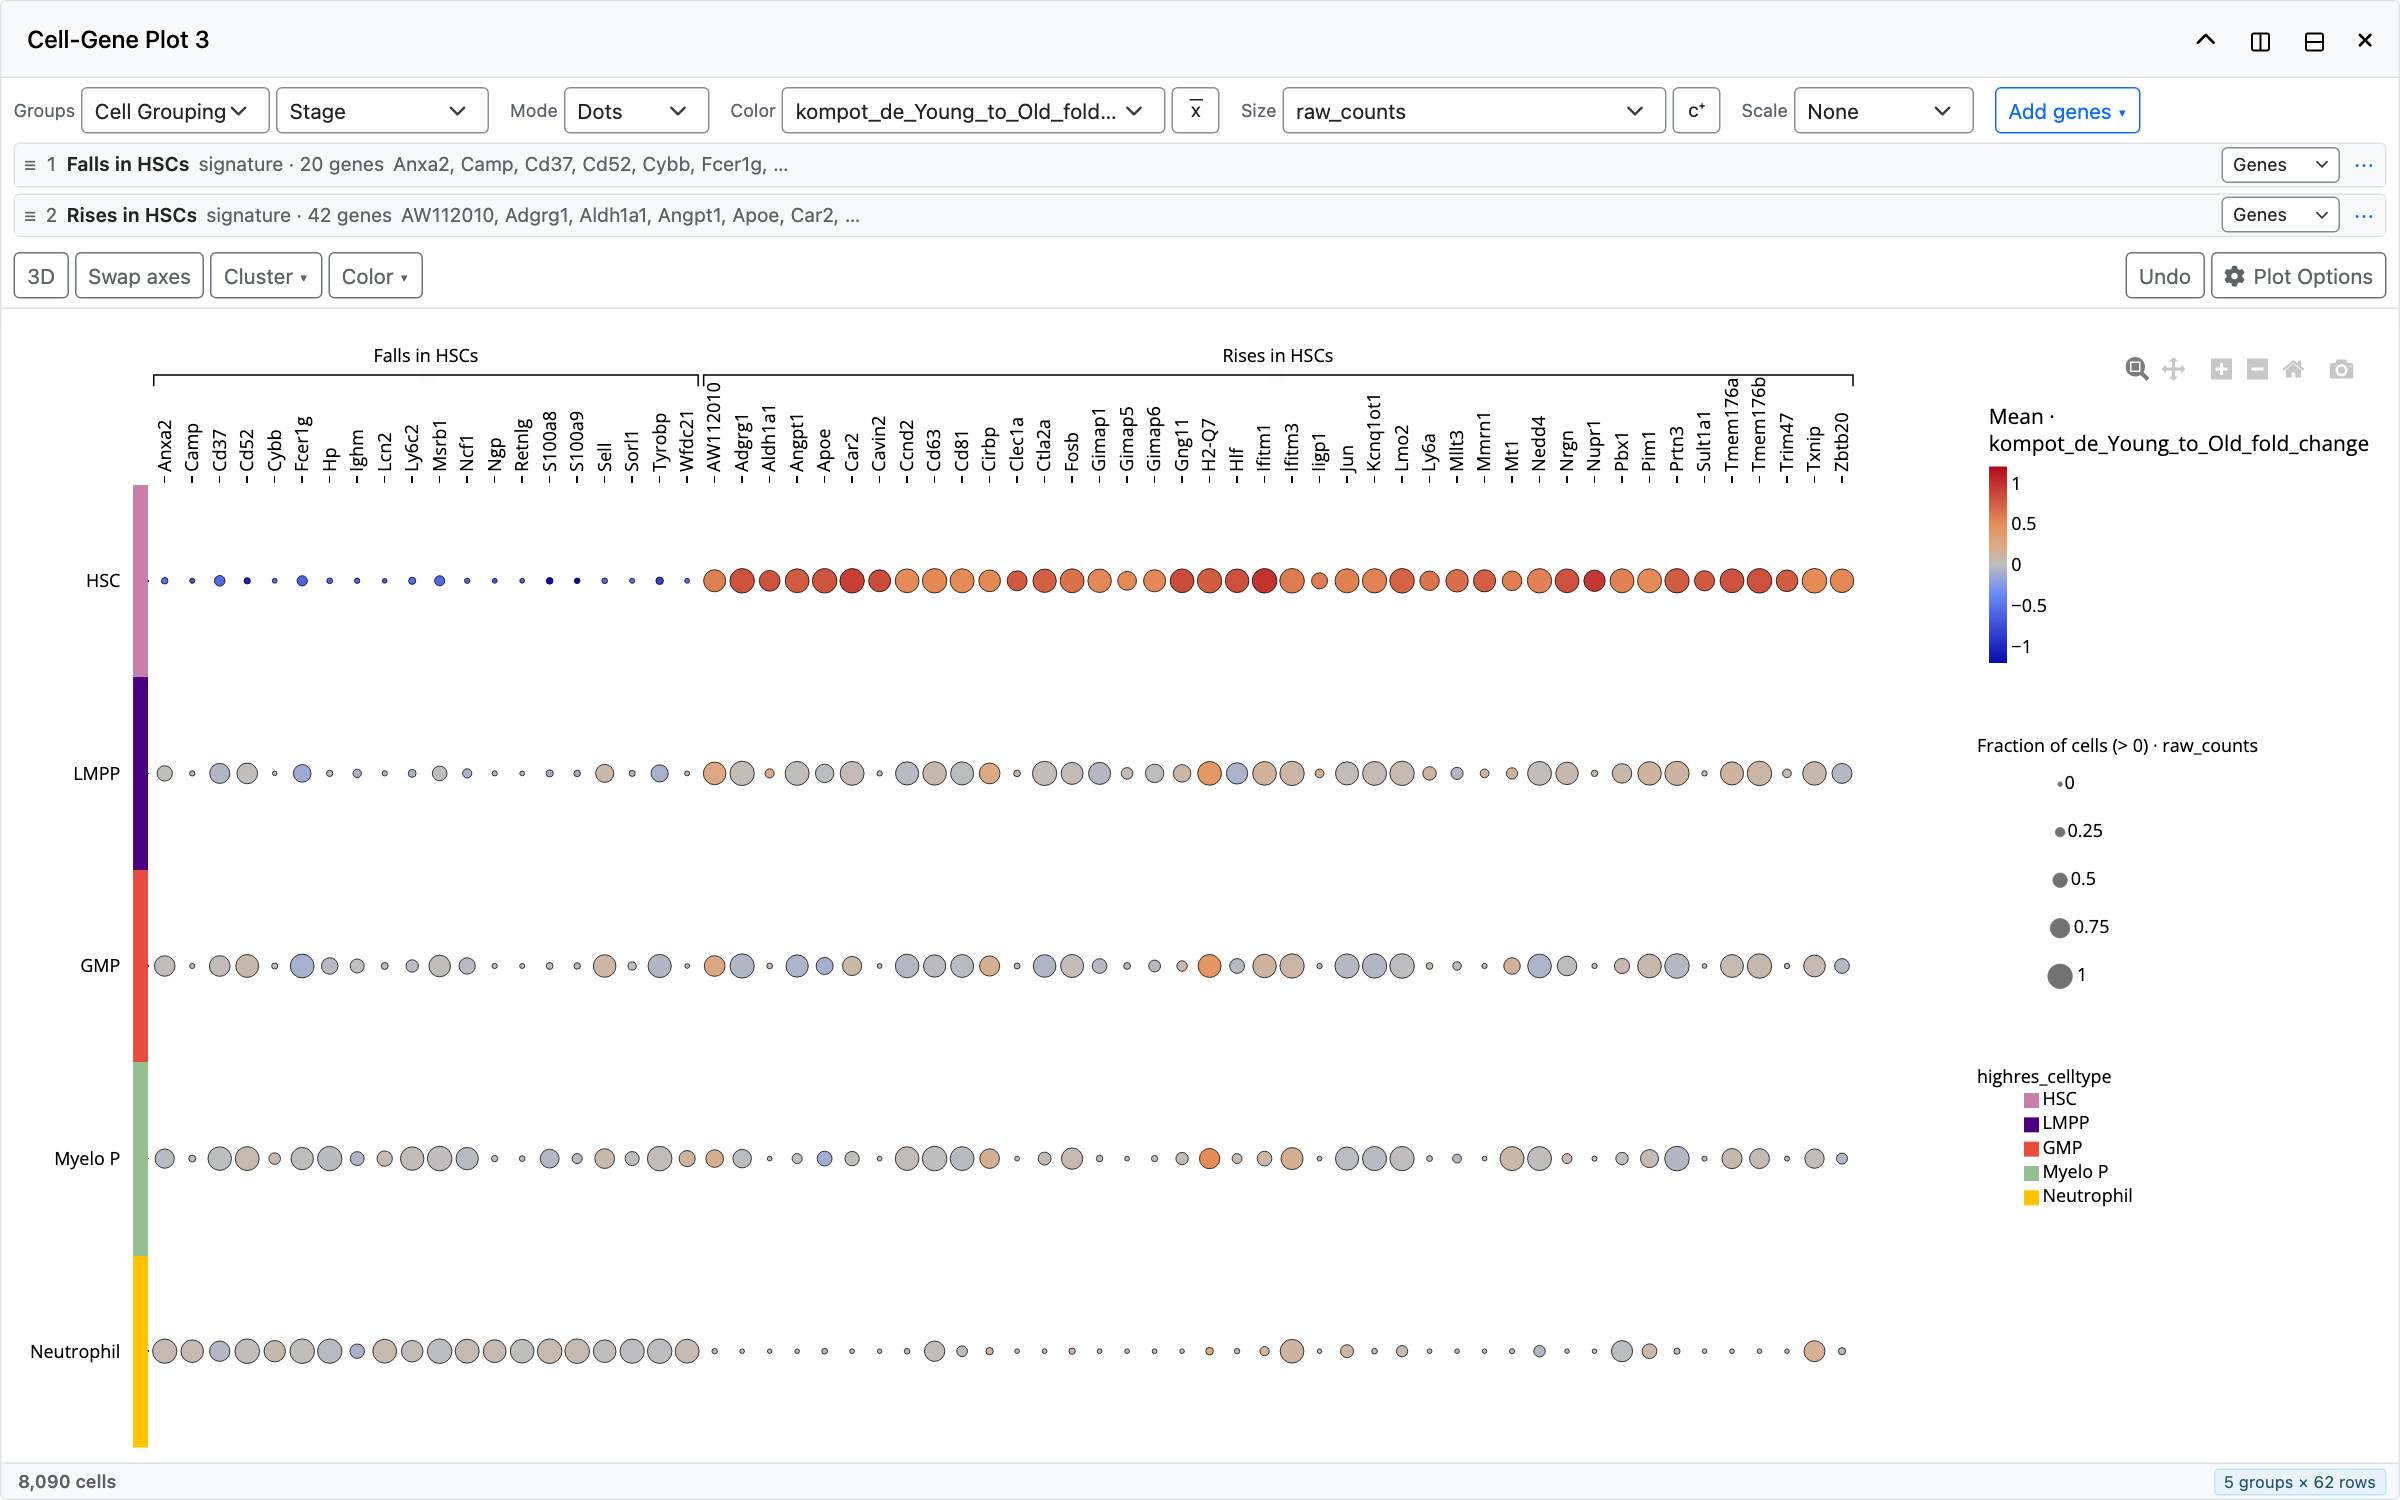 Cell-Gene Plot 3
Groups Cell Grouping Stage Mode Dots Color kompot_de_Young_to_Old_fold... x̅ Size raw_counts c⁺ Scale None Add genes ▾
≡ 1 Falls in HSCs signature · 20 genes Anxa2, Camp, Cd37, Cd52, Cybb, Fcer1g, ... Genes ...
≡ 2 Rises in HSCs signature · 42 genes AW112010, Adgrg1, Aldh1a1, Angpt1, Apoe, Car2, ... Genes ...
3D Swap axes Cluster ▾ Color ▾ Undo Plot Options
Falls in HSCs Rises in HSCs
Anxa2
Camp
Cd37
Cd52
Cybb
Fcer1g
Hp
Ighm
Lcn2
Ly6c2
Msrb1
Ncf1
Ngp
Retnlg
S100a8
S100a9
Sell
Sorl1
Tyrobp
Wfdc21
AW112010
Adgrg1
Aldh1a1
Angpt1
Apoe
Car2
Cavin2
Ccnd2
Cd63
Cd81
Cirbp
Clec1a
Ctla2a
Fosb
Gimap1
Gimap5
Gimap6
Gng11
H2-Q7
Hlf
Ifitm1
Ifitm3
Iigp1
Jun
Kcnq1ot1
Lmo2
Ly6a
Mllt3
Mmrn1
Mt1
Nedd4
Nrgn
Nupr1
Pbx1
Pim1
Prtn3
Sult1a1
Tmem176a
Tmem176b
Trim47
Txnip
Zbtb20
HSC
LMPP
GMP
Myelo P
Neutrophil
Mean ·
kompot_de_Young_to_Old_fold_change
1
0.5
0
−0.5
−1
Fraction of cells (> 0) · raw_counts
0
0.25
0.5
0.75
1
highres_celltype
HSC
LMPP
GMP
Myelo P
Neutrophil
8,090 cells 5 groups × 62 rows